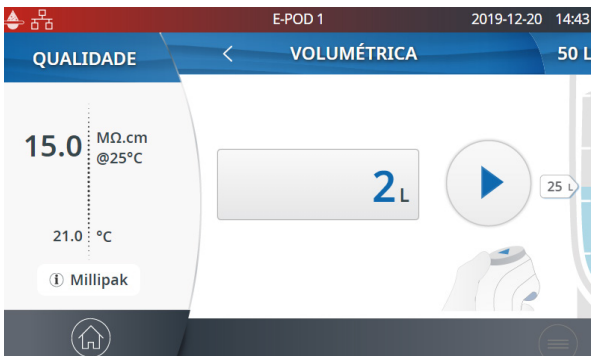 E-POD 1
2019-12-20 14:43
QUALIDADE
VOLUMÉTRICA
50 L
15.0 MΩ.cm
@25°C
2 L
25 L
21.0 °C
i Millipak